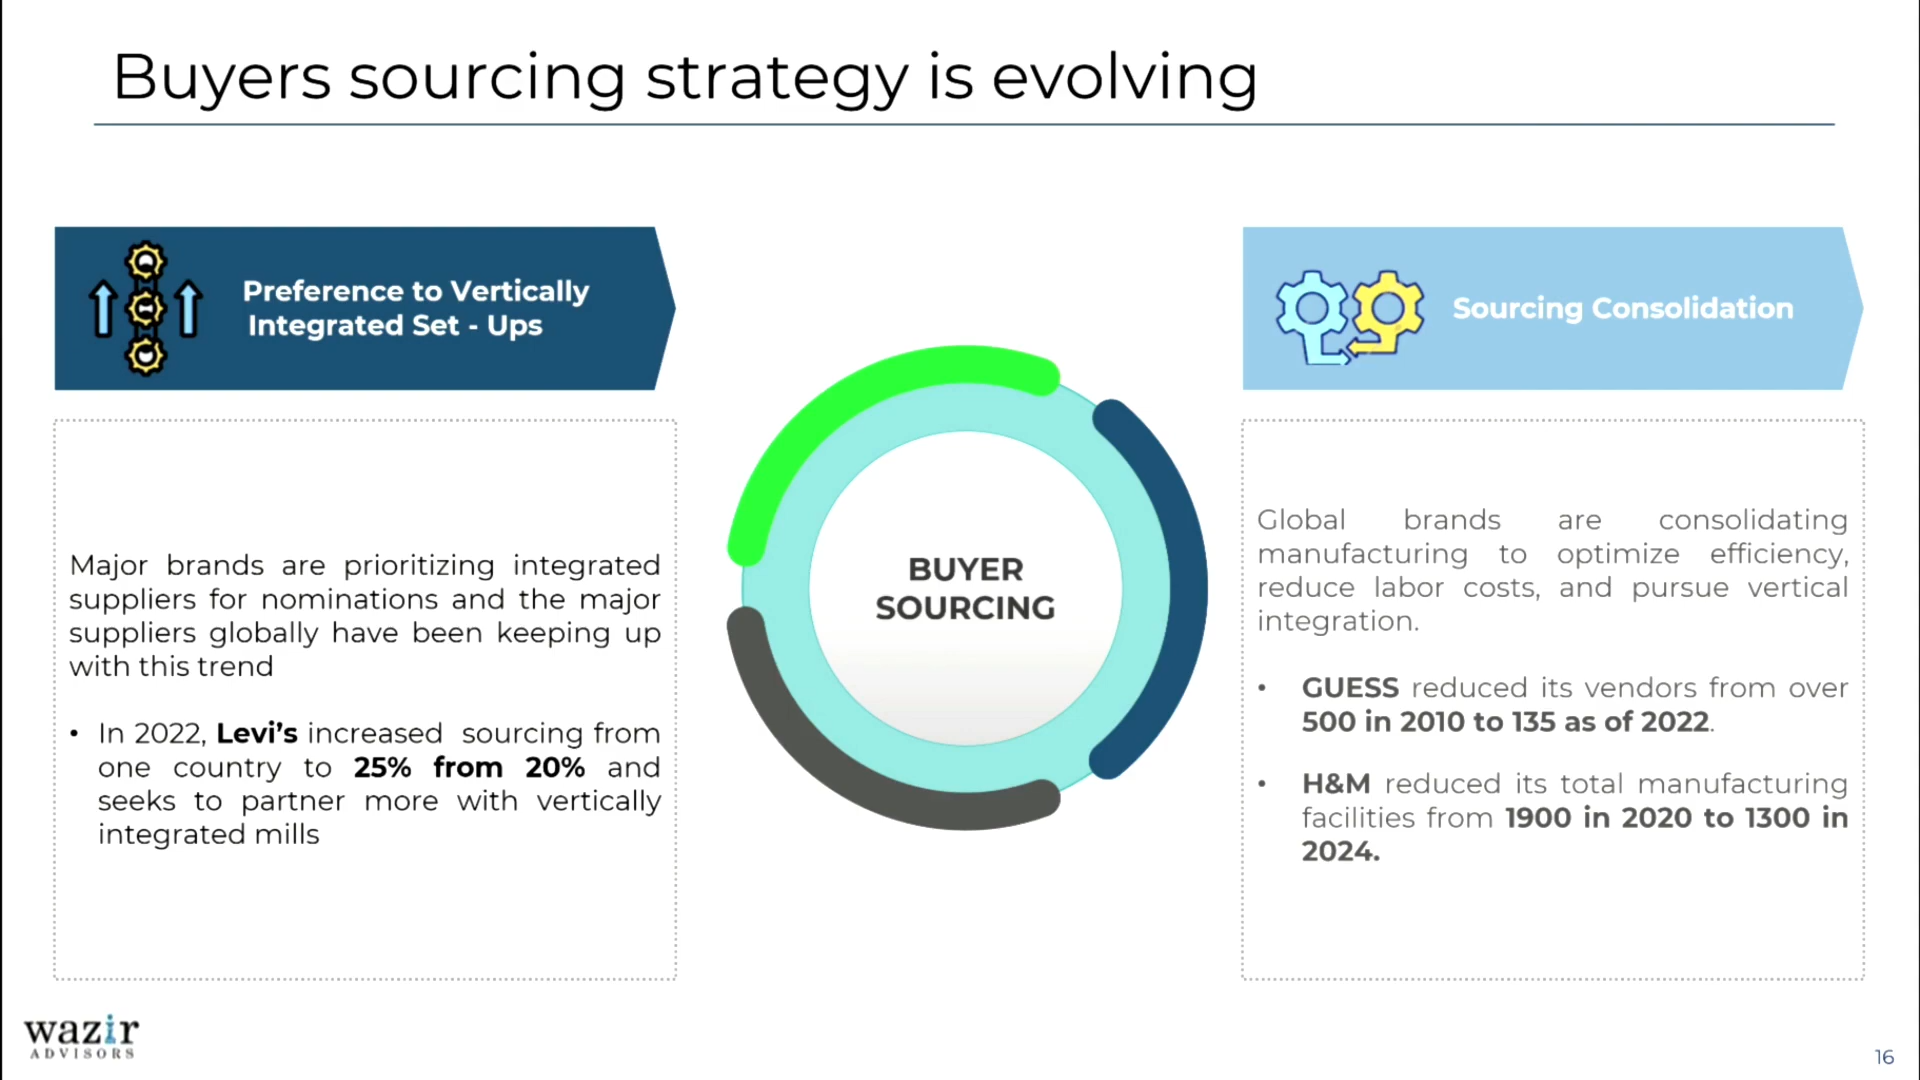 Buyers sourcing strategy is evolving
Preference to Vertically
Integrated Set - Ups
Major brands are prioritizing integrated
suppliers for nominations and the major
suppliers globally have been keeping up
with this trend
• In 2022, Levi's increased sourcing from
one country to 25% from 20% and
seeks to partner more with vertically
integrated mills
BUYER
SOURCING
Sourcing Consolidation
Global brands are consolidating
manufacturing to optimize efficiency,
reduce labor costs, and pursue vertical
integration.
• GUESS reduced its vendors from over
500 in 2010 to 135 as of 2022.
• H&M reduced its total manufacturing
facilities from 1900 in 2020 to 1300 in
2024.
wazir
ADVISORS
16